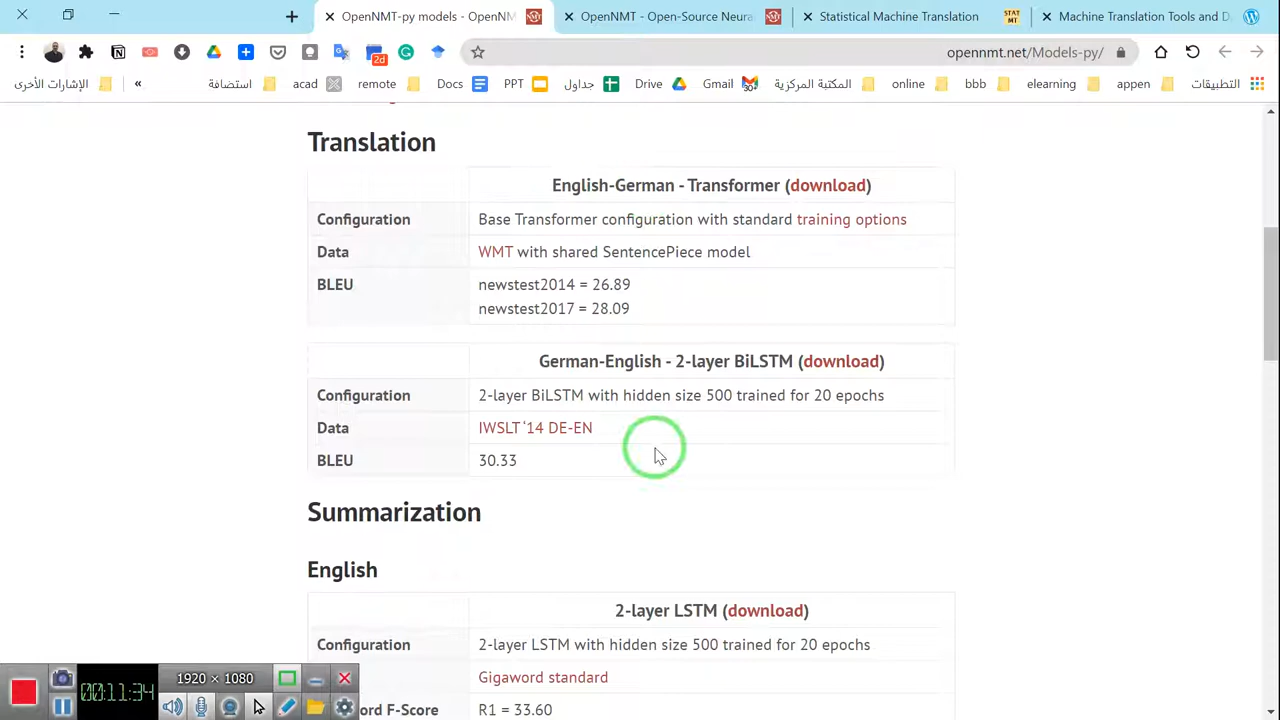 OpenNMT-py models - OpenNM
OpenNMT - Open-Source Neura
Statistical Machine Translation
STAT MT
Machine Translation Tools and
opennmt.net/Models-py/
2d
الإشارات الأخرى
«
استضافة
acad
remote
Docs
PPT
جداول
Drive
Gmail
30
المكتبة المركزية
online
bbb
elearning
appen
التطبيقات
Translation
English-German - Transformer (download)
Configuration Base Transformer configuration with standard training options
Data WMT with shared SentencePiece model
BLEU newstest2014 = 26.89
newstest2017 = 28.09
German-English - 2-layer BiLSTM (download)
Configuration 2-layer BiLSTM with hidden size 500 trained for 20 epochs
Data IWSLT ‘14 DE-EN
BLEU 30.33
Summarization
English
2-layer LSTM (download)
Configuration 2-layer LSTM with hidden size 500 trained for 20 epochs
Gigaword standard
ord F-Score R1 = 33.60
1920 × 1080
00:11:34